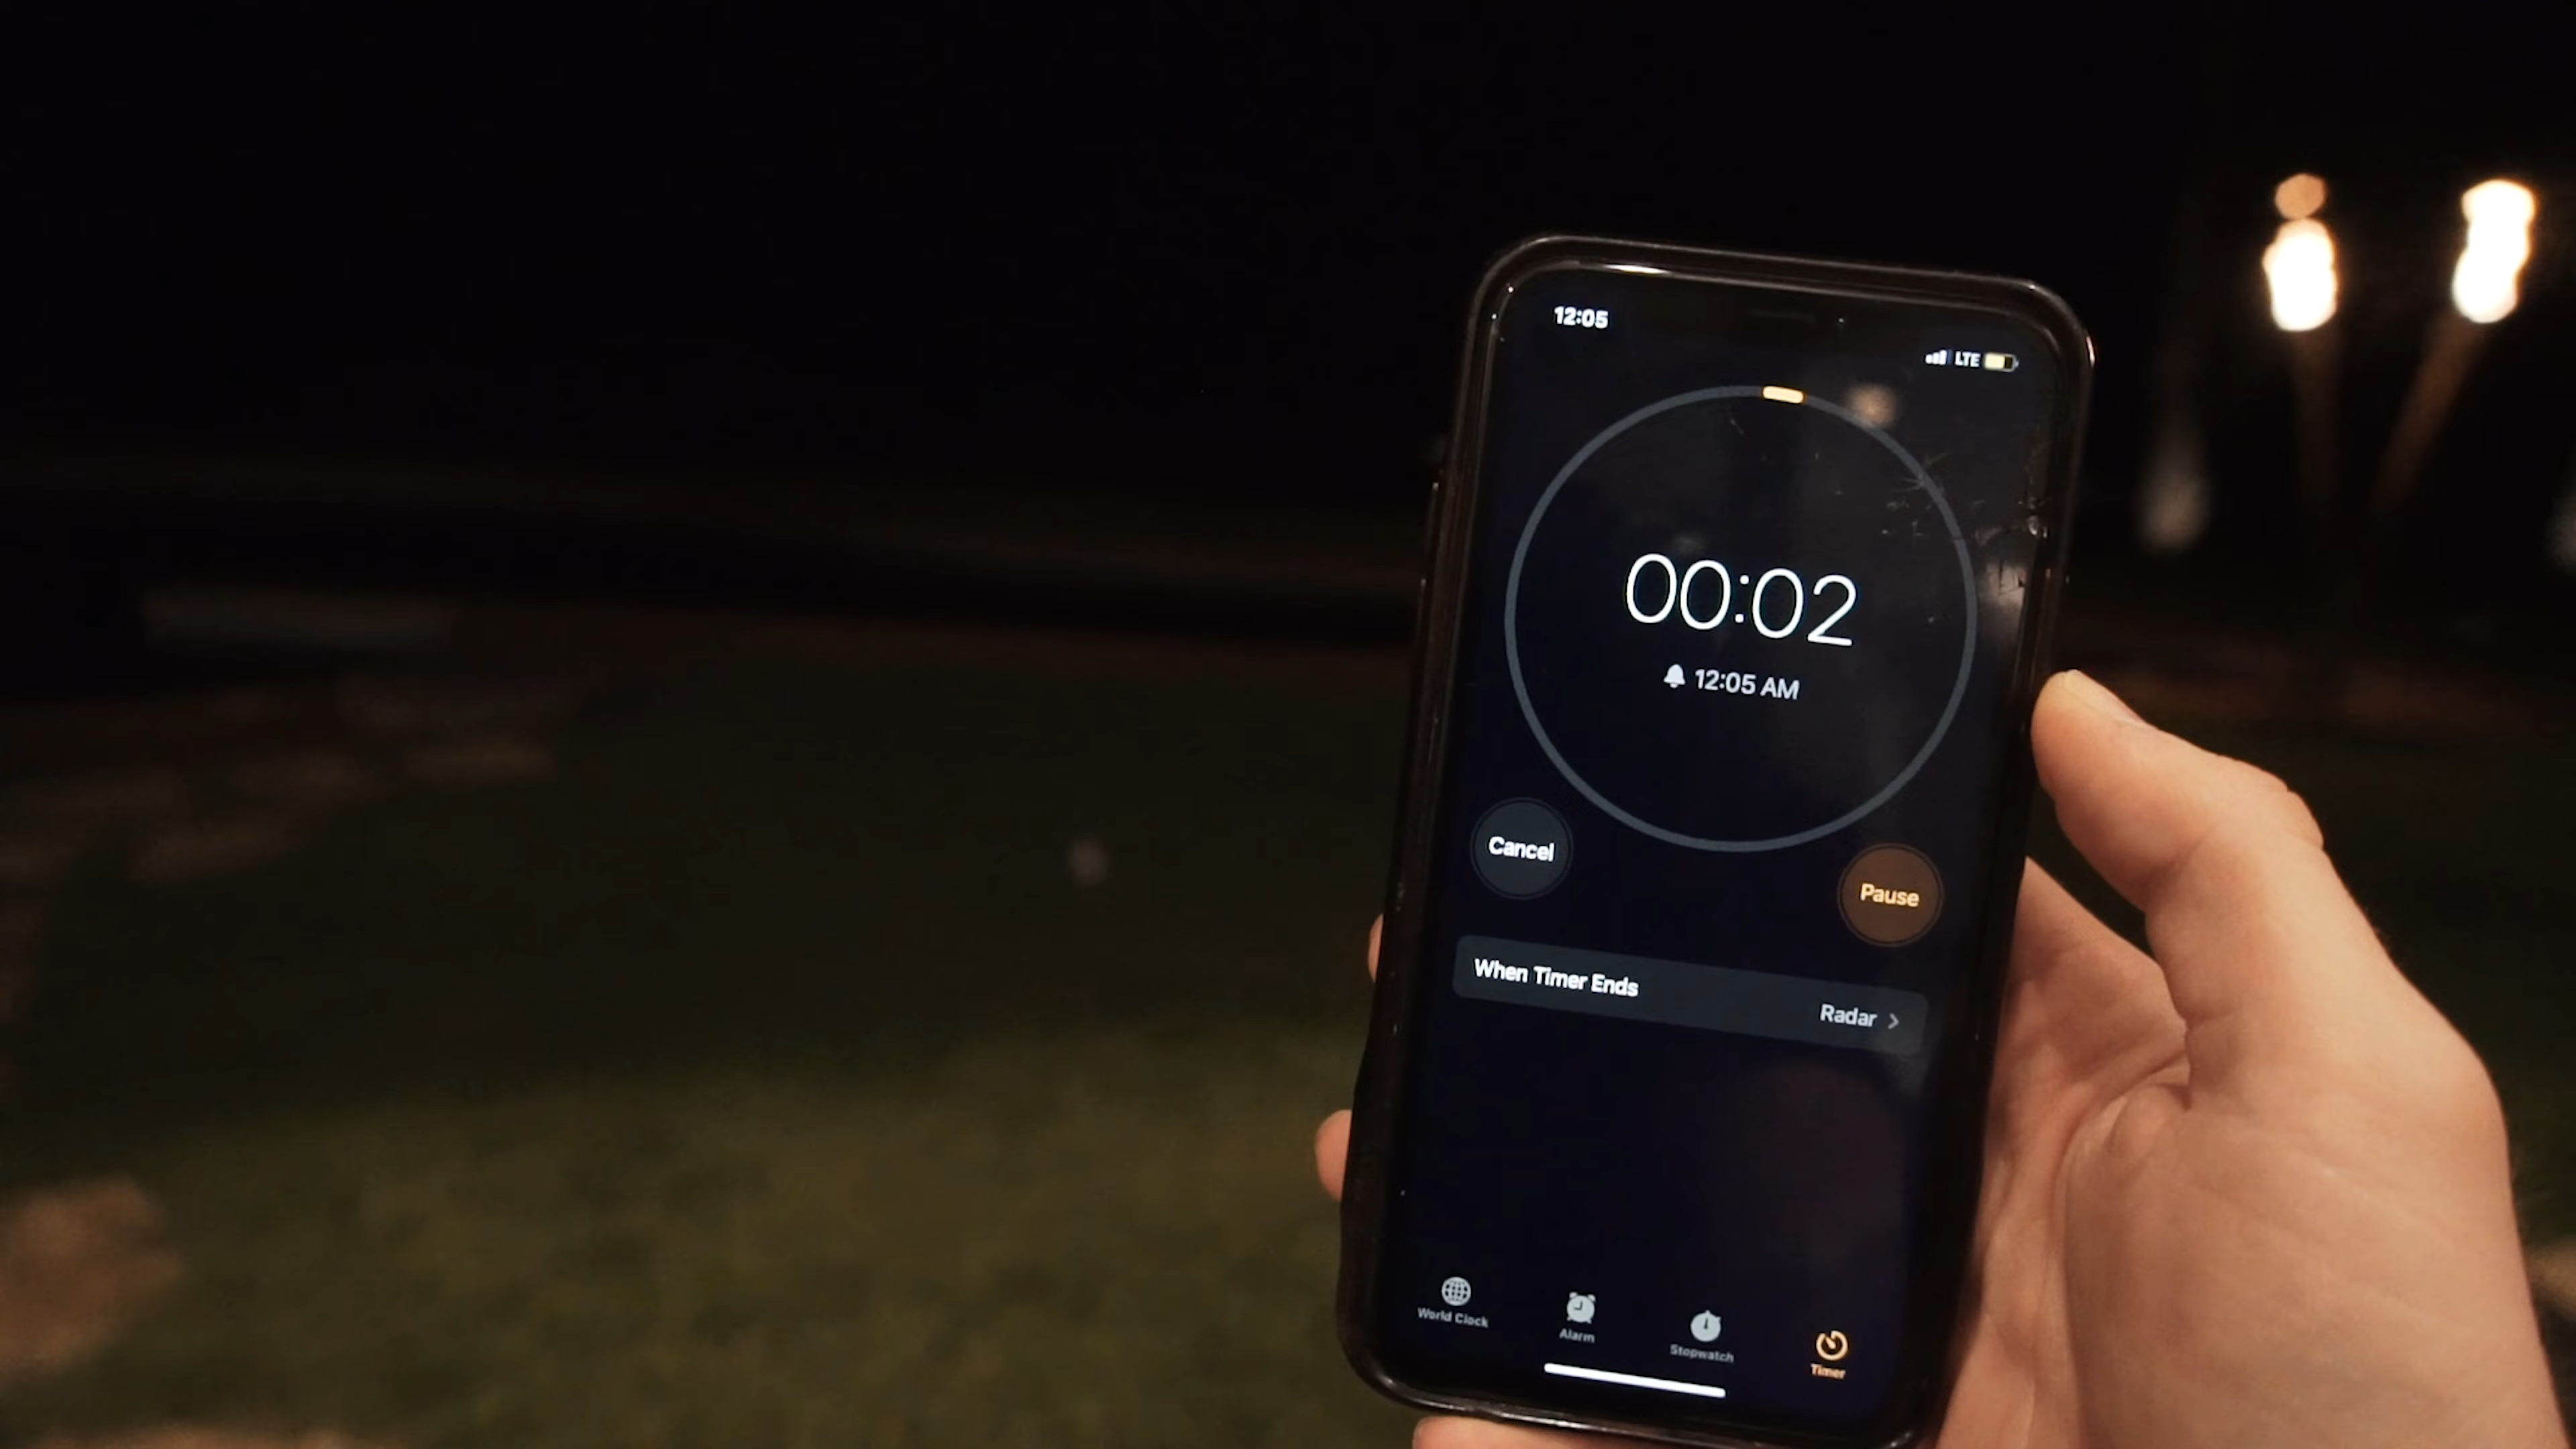 12:05
LTE
00:02
12:05 AM
Cancel
Pause
When Timer Ends
Radar
World Clock
Alarm
Stopwatch
Timer